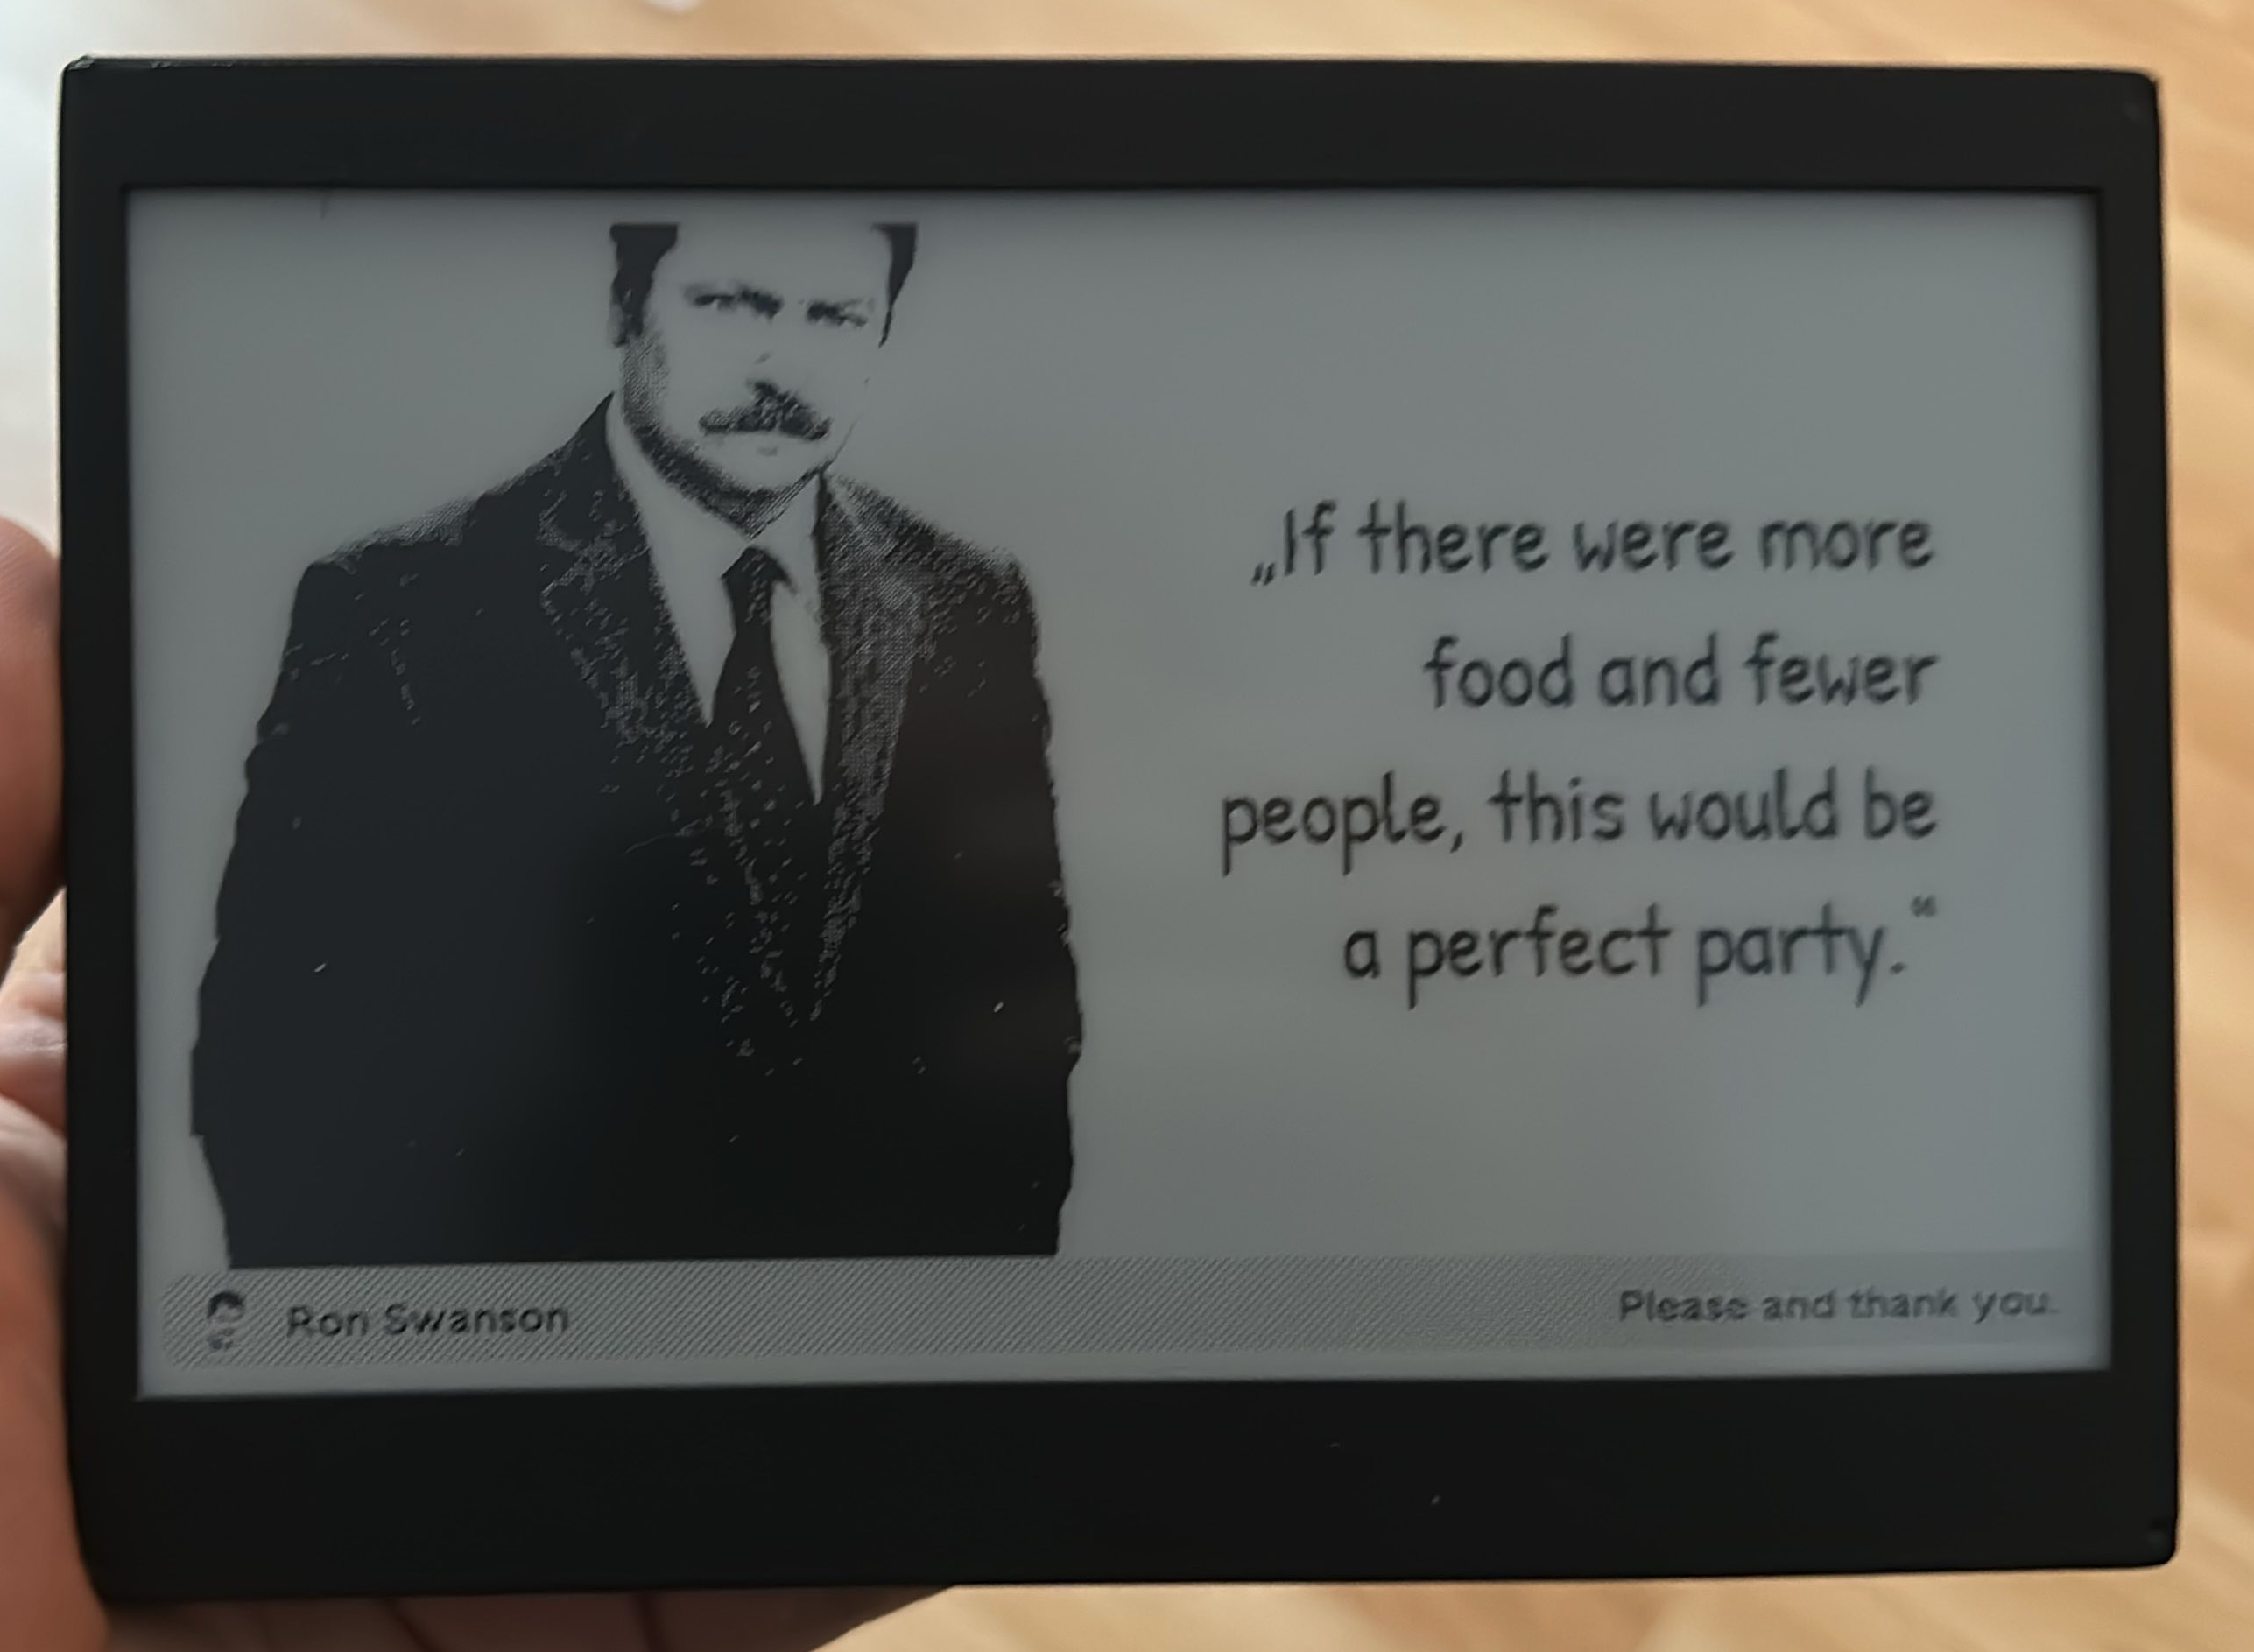 „If there were more
food and fewer
people, this would be
a perfect party.“
Ron Swanson
Please and thank you.